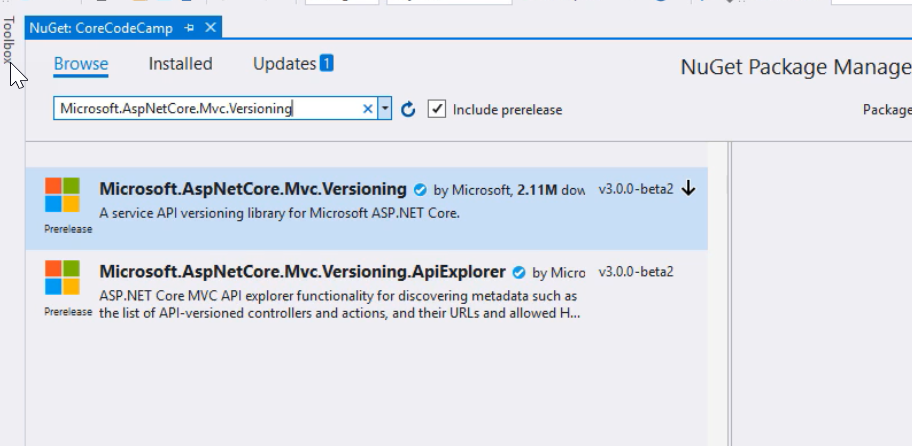 Toolbox
NuGet: CoreCodeCamp
Browse Installed Updates 1
NuGet Package Manage
Microsoft.AspNetCore.Mvc.Versioning Include prerelease
Package
Microsoft.AspNetCore.Mvc.Versioning by Microsoft, 2.11M dow v3.0.0-beta2
A service API versioning library for Microsoft ASP.NET Core.
Prerelease
Microsoft.AspNetCore.Mvc.Versioning.ApiExplorer by Micro v3.0.0-beta2
ASP.NET Core MVC API explorer functionality for discovering metadata such as
Prerelease the list of API-versioned controllers and actions, and their URLs and allowed H...